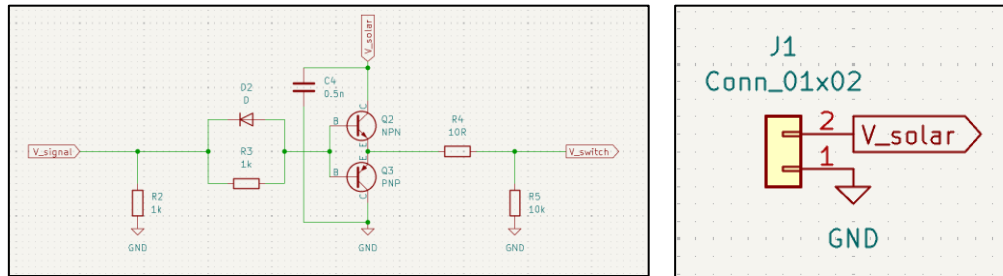 V_solar
C4
0.5n
D2
D
B
C
Q2
NPN
E
R4
10R
V_signal
V_switch
R3
1k
E
B
Q3
PNP
C
R2
1k
R5
10k
GND
GND
GND
J1
Conn_01x02
2
V_solar
1
GND